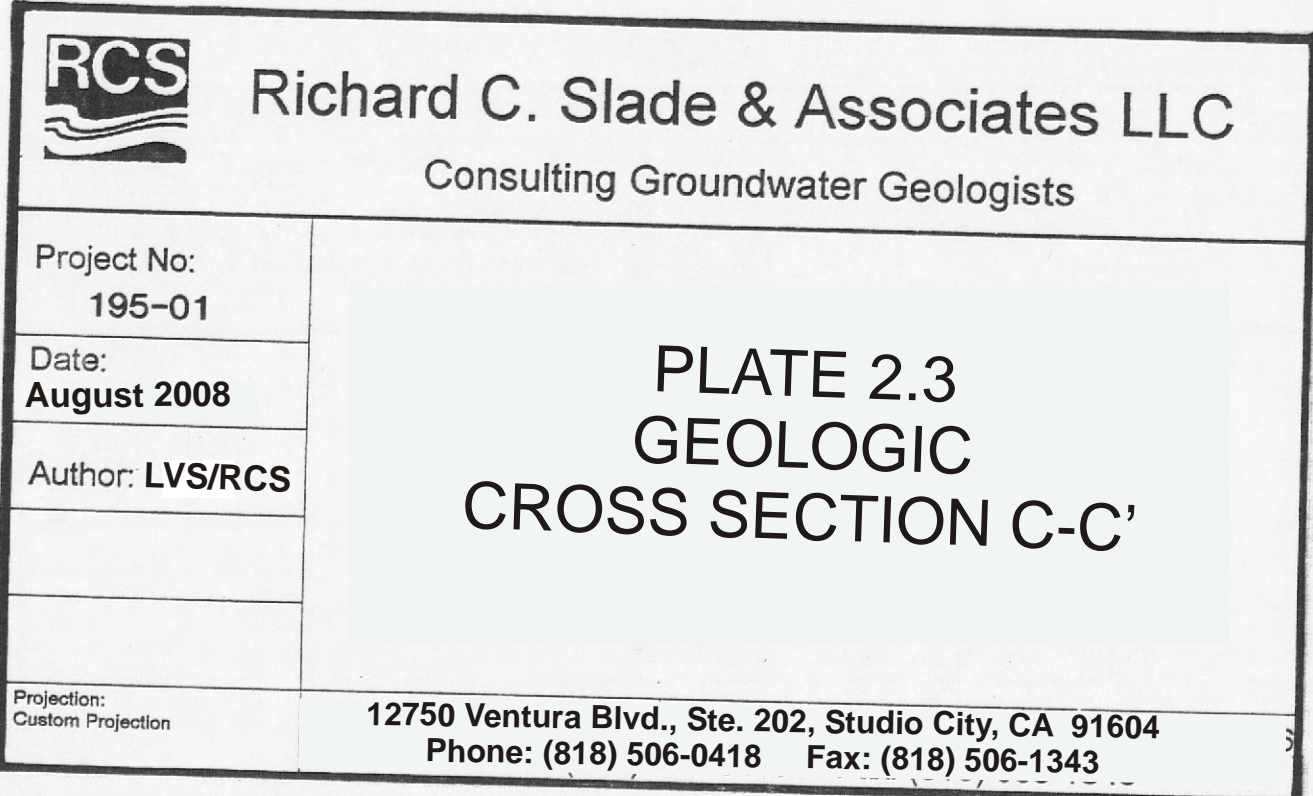 RCS
Richard C. Slade & Associates LLC
Consulting Groundwater Geologists
Project No:
195-01
Date:
August 2008
Author: LVS/RCS
PLATE 2.3
GEOLOGIC
CROSS SECTION C-C’
Projection:
Custom Projection
12750 Ventura Blvd., Ste. 202, Studio City, CA 91604
Phone: (818) 506-0418 Fax: (818) 506-1343